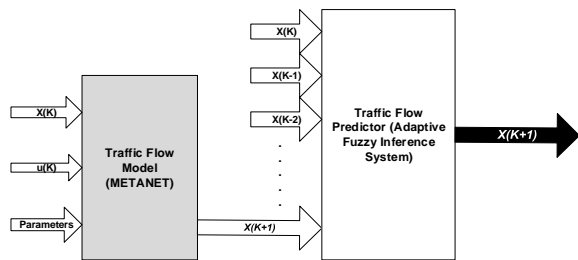 X(K)
X(K-1)
X(K-2)
X(K)
u(K)
Parameters
Traffic Flow
Model
(METANET)
X(K+1)
Traffic Flow
Predictor (Adaptive
Fuzzy Inference
System)
X(K+1)